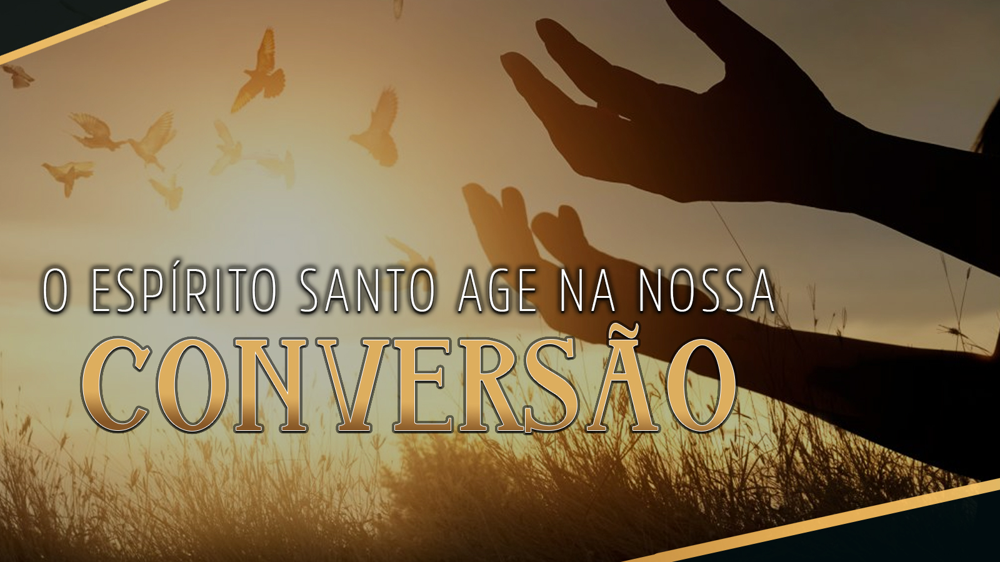 O ESPÍRITO SANTO AGE NA NOSSA
CONVERSÃO